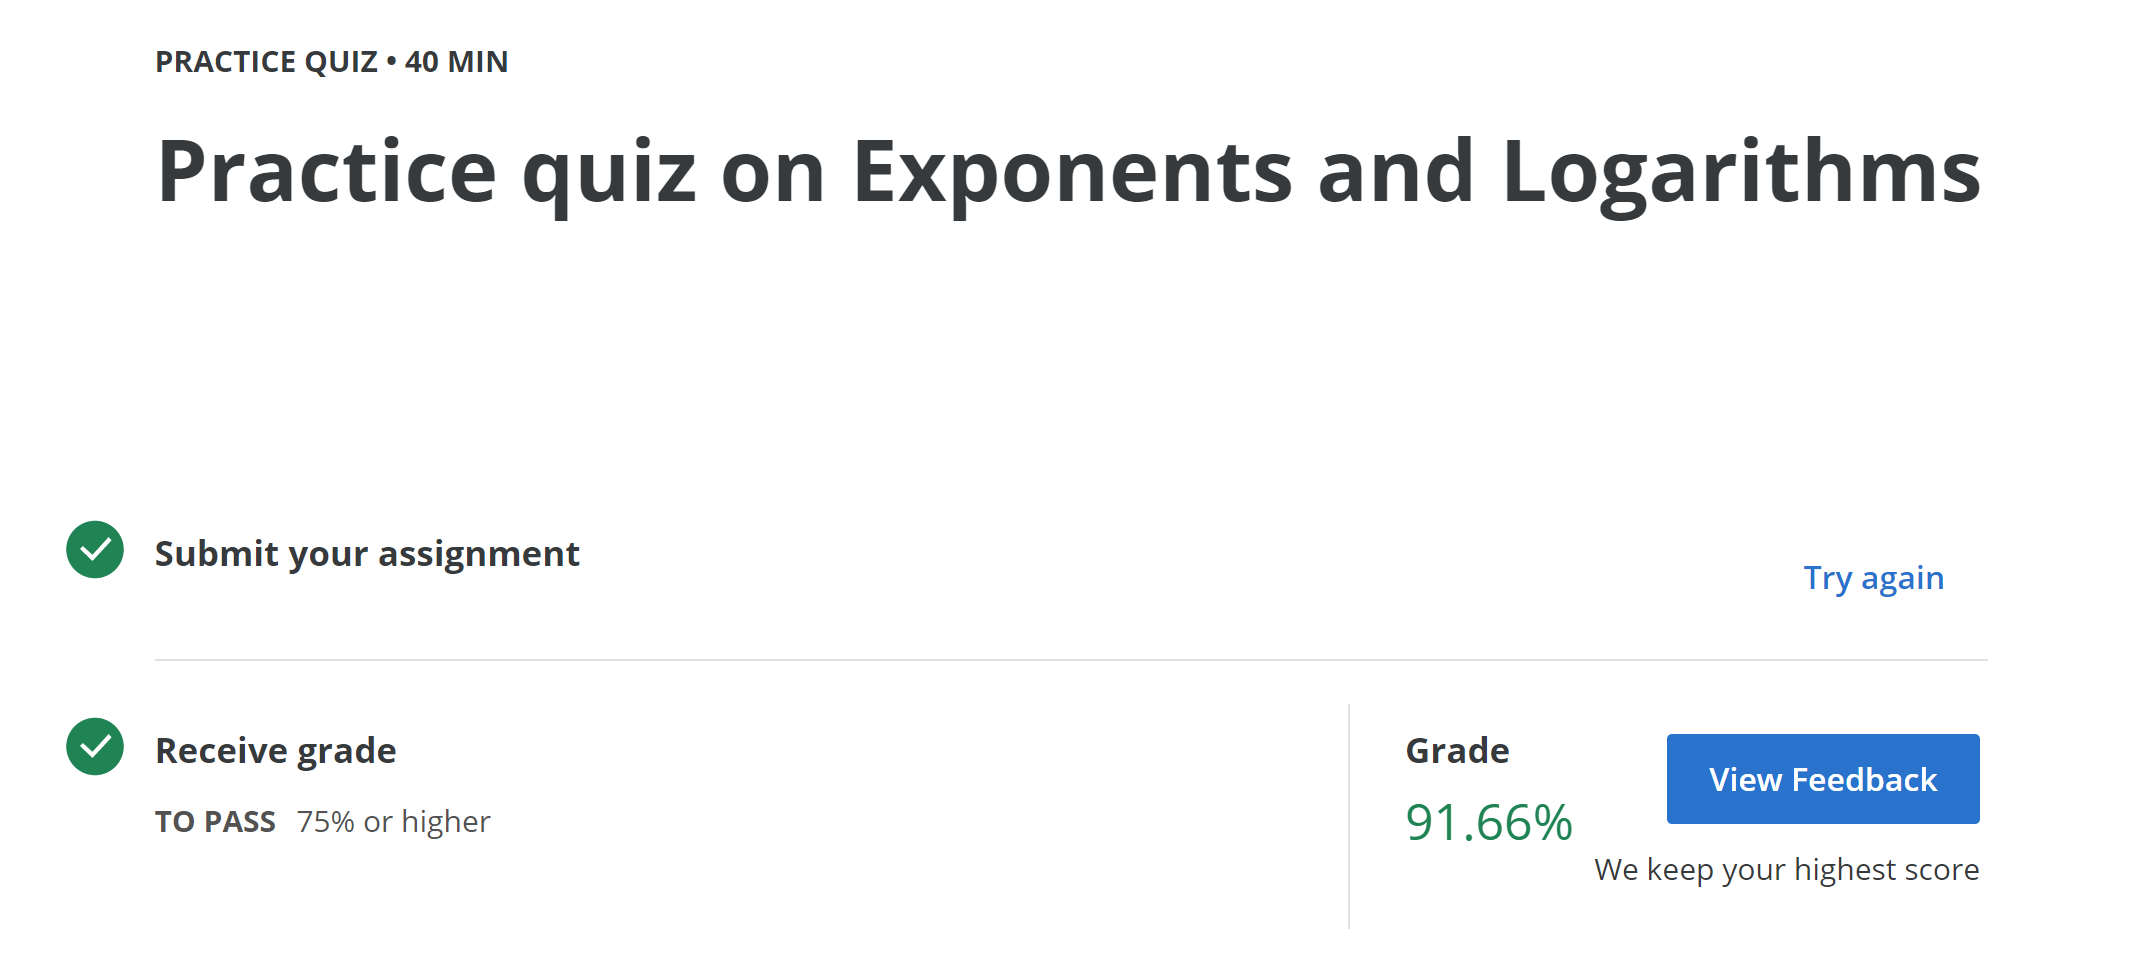 PRACTICE QUIZ • 40 MIN
Practice quiz on Exponents and Logarithms
Submit your assignment
Try again
Receive grade
TO PASS 75% or higher
Grade
91.66%
View Feedback
We keep your highest score